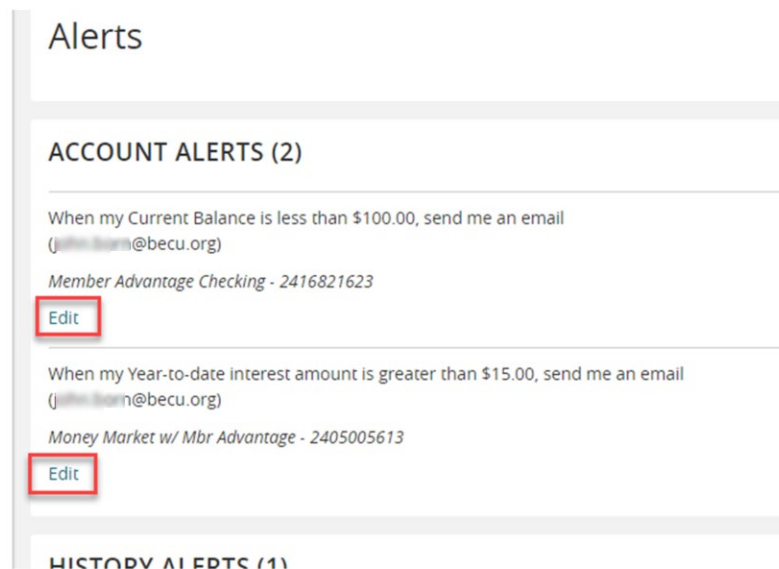 Alerts
ACCOUNT ALERTS (2)
When my Current Balance is less than $100.00, send me an email
@becu.org)
Member Advantage Checking - 2416821623
Edit
When my Year-to-date interest amount is greater than $15.00, send me an email
@becu.org)
Money Market w/ Mbr Advantage - 2405005613
Edit
HISTORY ALERTS (1)